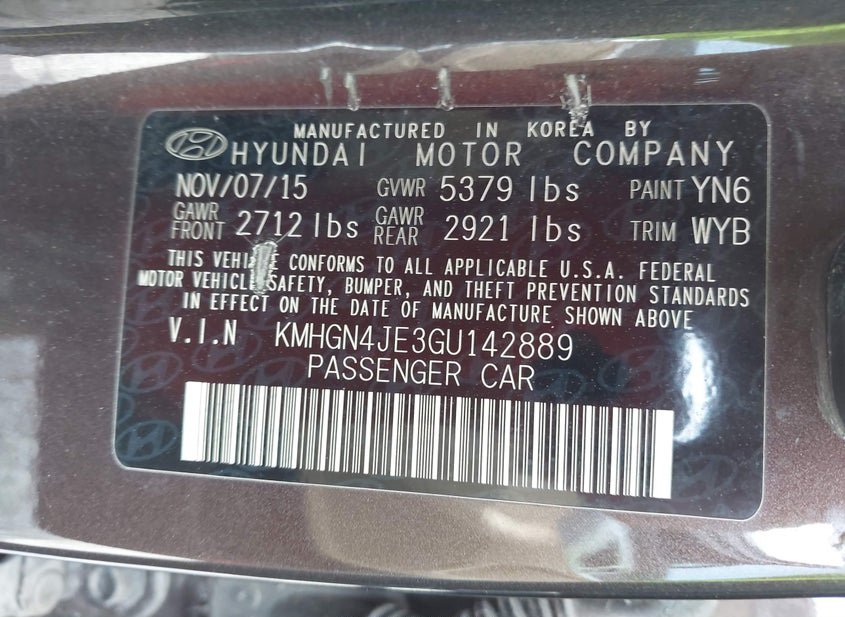 MANUFACTURED IN KOREA BY
HYUNDAI MOTOR COMPANY
NOV/07/15 GVWR 5379 lbs PAINT YN6
GAWR FRONT 2712 lbs GAWR REAR 2921 lbs TRIM WYB
THIS VEHICLE CONFORMS TO ALL APPLICABLE U.S.A. FEDERAL
MOTOR VEHICLE SAFETY, BUMPER, AND THEFT PREVENTION STANDARDS
IN EFFECT ON THE DATE OF MANUFACTURE SHOWN ABOVE
V.I.N KMHGN4JE3GU142889
PASSENGER CAR